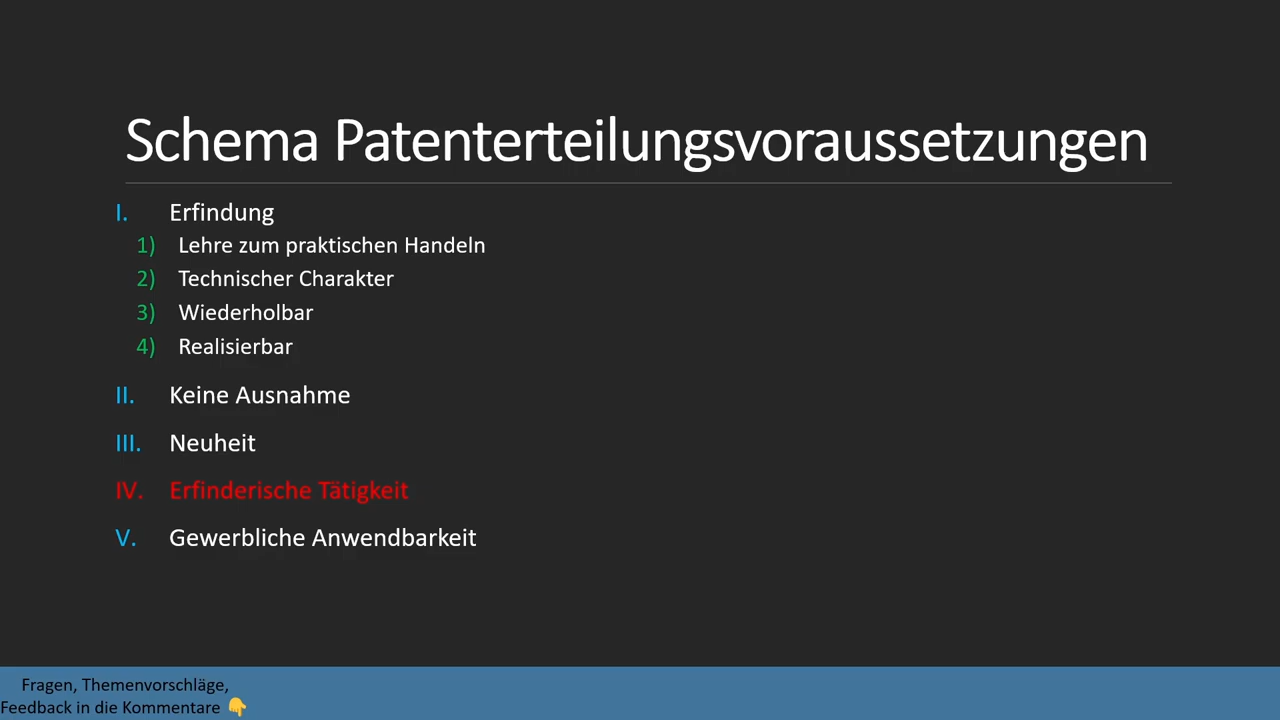 Schema Patenterteilungsvoraussetzungen
I. Erfindung
1) Lehre zum praktischen Handeln
2) Technischer Charakter
3) Wiederholbar
4) Realisierbar
II. Keine Ausnahme
III. Neuheit
IV. Erfinderische Tätigkeit
V. Gewerbliche Anwendbarkeit
Fragen, Themenvorschläge,
Feedback in die Kommentare 👇